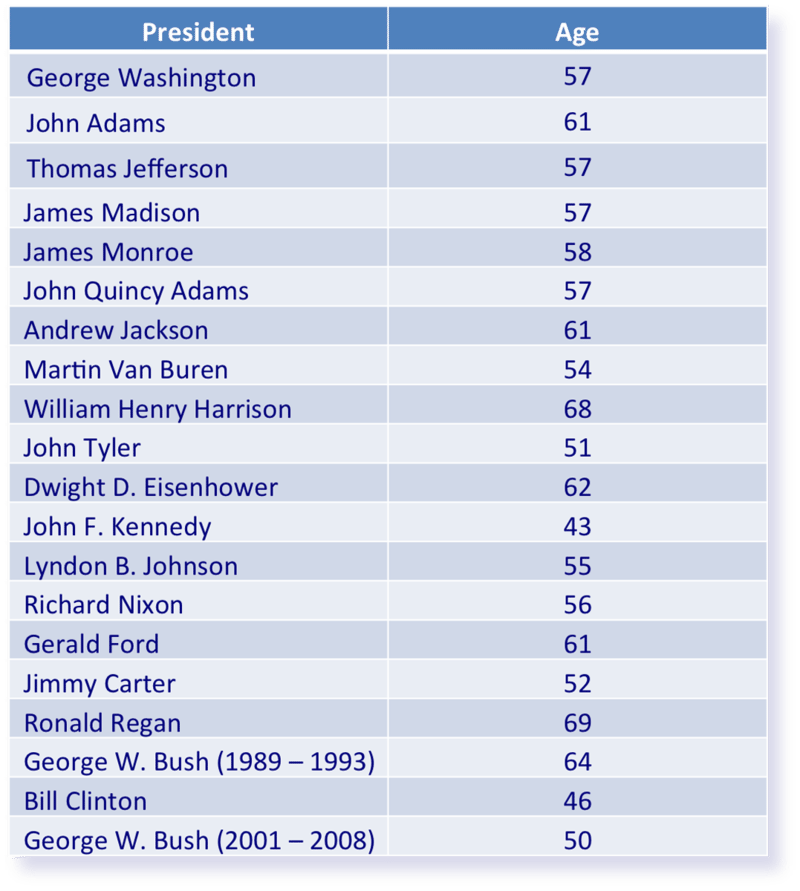 President Age
George Washington 57
John Adams 61
Thomas Jefferson 57
James Madison 57
James Monroe 58
John Quincy Adams 57
Andrew Jackson 61
Martin Van Buren 54
William Henry Harrison 68
John Tyler 51
Dwight D. Eisenhower 62
John F. Kennedy 43
Lyndon B. Johnson 55
Richard Nixon 56
Gerald Ford 61
Jimmy Carter 52
Ronald Regan 69
George W. Bush (1989 – 1993) 64
Bill Clinton 46
George W. Bush (2001 – 2008) 50